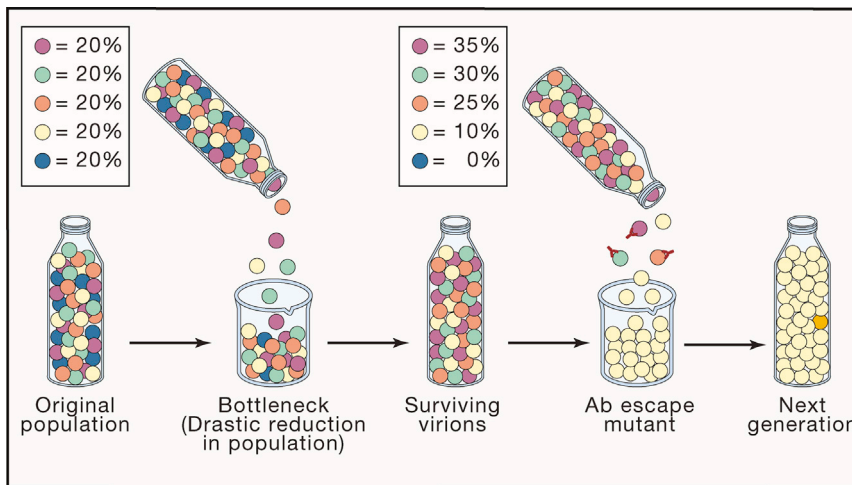 = 20%
= 20%
= 20%
= 20%
= 20%
= 35%
= 30%
= 25%
= 10%
= 0%
Original
population
Bottleneck
(Drastic reduction
in population)
Surviving
virions
Ab escape
mutant
Next
generation